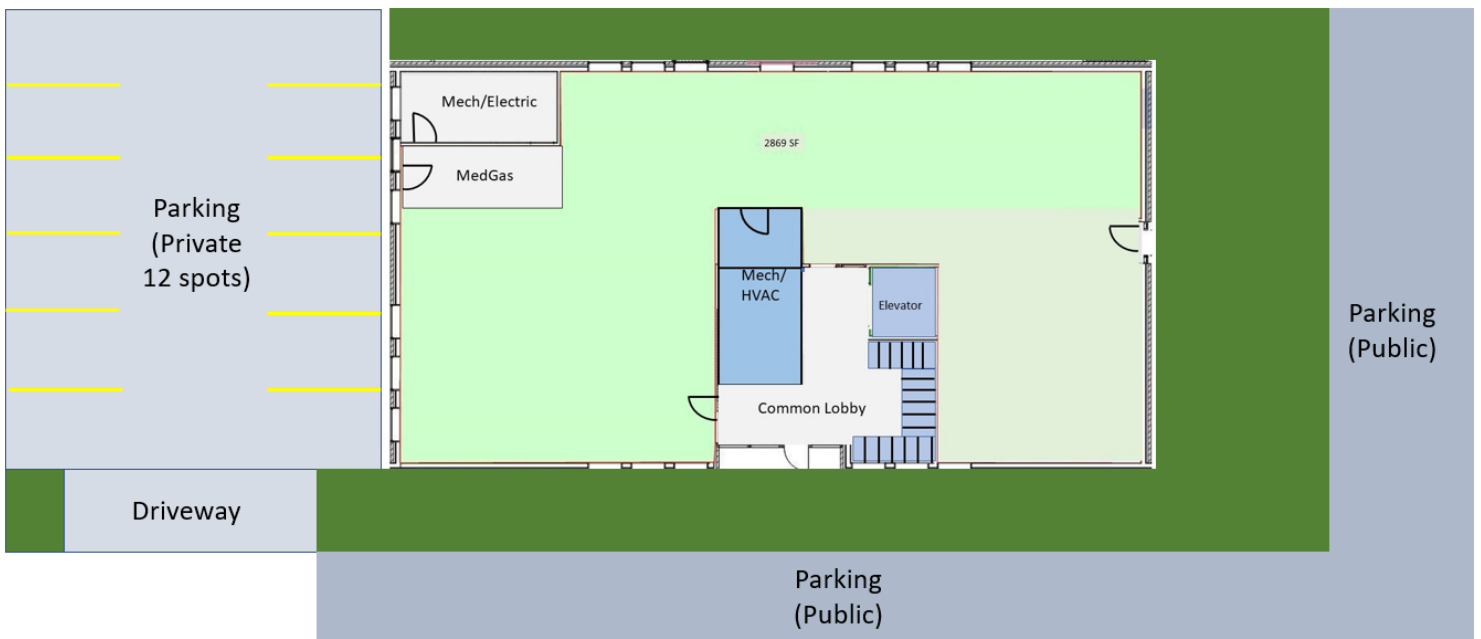 Mech/Electric
2869 SF
MedGas
Parking
(Private
12 spots)
Mech/
HVAC
Elevator
Parking
(Public)
Common Lobby
Driveway
Parking
(Public)